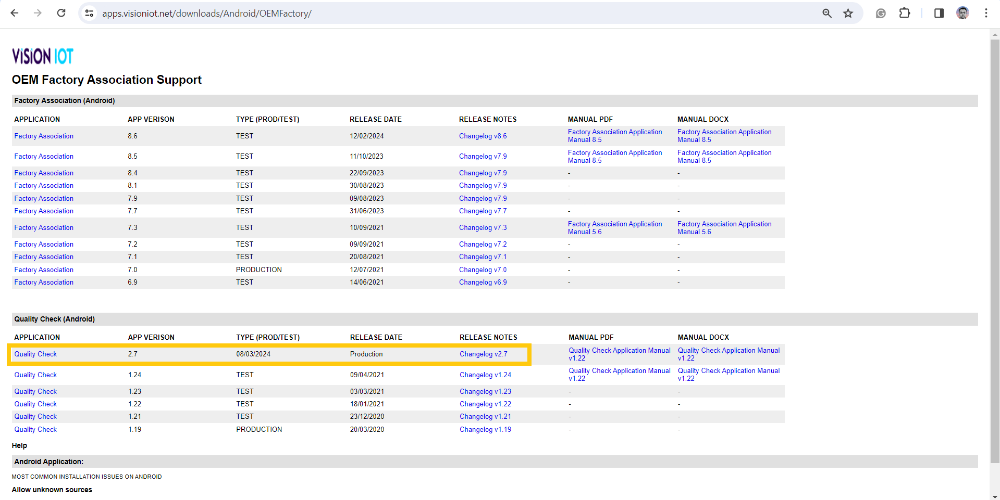 apps.visioniot.net/downloads/Android/OEMFactory/
VISION IOT
OEM Factory Association Support
Factory Association (Android)
APPLICATION APP VERISON TYPE (PROD/TEST) RELEASE DATE RELEASE NOTES MANUAL PDF MANUAL DOCX
Factory Association 8.6 TEST 12/02/2024 Changelog v8.6 Factory Association Application Manual 8.5 Factory Association Application Manual 8.5
Factory Association 8.5 TEST 11/10/2023 Changelog v7.9 Factory Association Application Manual 8.5 Factory Association Application Manual 8.5
Factory Association 8.4 TEST 22/09/2023 Changelog v7.9 - -
Factory Association 8.1 TEST 30/08/2023 Changelog v7.9 - -
Factory Association 7.9 TEST 09/08/2023 Changelog v7.9 - -
Factory Association 7.7 TEST 31/06/2023 Changelog v7.7 - -
Factory Association 7.3 TEST 10/09/2021 Changelog v7.3 Factory Association Application Manual 5.6 Factory Association Application Manual 5.6
Factory Association 7.2 TEST 09/09/2021 Changelog v7.2 - -
Factory Association 7.1 TEST 20/08/2021 Changelog v7.1 - -
Factory Association 7.0 PRODUCTION 12/07/2021 Changelog v7.0 - -
Factory Association 6.9 TEST 14/06/2021 Changelog v6.9 - -
Quality Check (Android)
APPLICATION APP VERISON TYPE (PROD/TEST) RELEASE DATE RELEASE NOTES MANUAL PDF MANUAL DOCX
Quality Check 2.7 08/03/2024 Production Changelog v2.7 Quality Check Application Manual v1.22 Quality Check Application Manual v1.22
Quality Check 1.24 TEST 09/04/2021 Changelog v1.24 Quality Check Application Manual v1.22 Quality Check Application Manual v1.22
Quality Check 1.23 TEST 03/03/2021 Changelog v1.23 - -
Quality Check 1.22 TEST 18/01/2021 Changelog v1.22 - -
Quality Check 1.21 TEST 23/12/2020 Changelog v1.21 - -
Quality Check 1.19 PRODUCTION 20/03/2020 Changelog v1.19 - -
Help
Android Application:
MOST COMMON INSTALLATION ISSUES ON ANDROID
Allow unknown sources